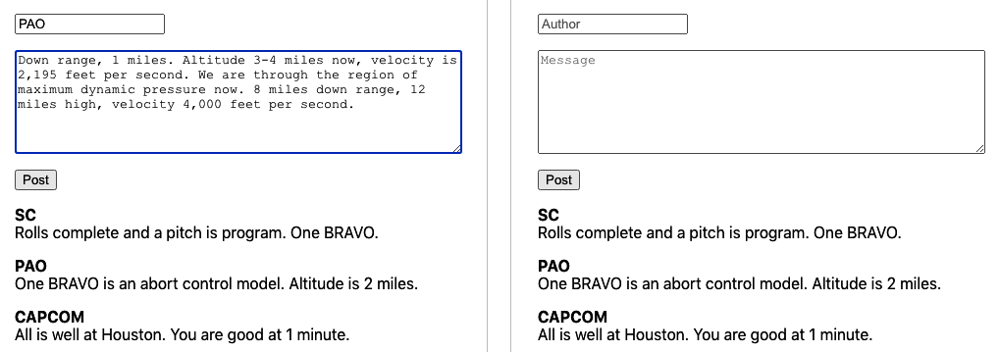 PAO
Down range, 1 miles. Altitude 3-4 miles now, velocity is
2,195 feet per second. We are through the region of
maximum dynamic pressure now. 8 miles down range, 12
miles high, velocity 4,000 feet per second.
Post
SC
Rolls complete and a pitch is program. One BRAVO.
PAO
One BRAVO is an abort control model. Altitude is 2 miles.
CAPCOM
All is well at Houston. You are good at 1 minute.
Author
Message
Post
SC
Rolls complete and a pitch is program. One BRAVO.
PAO
One BRAVO is an abort control model. Altitude is 2 miles.
CAPCOM
All is well at Houston. You are good at 1 minute.